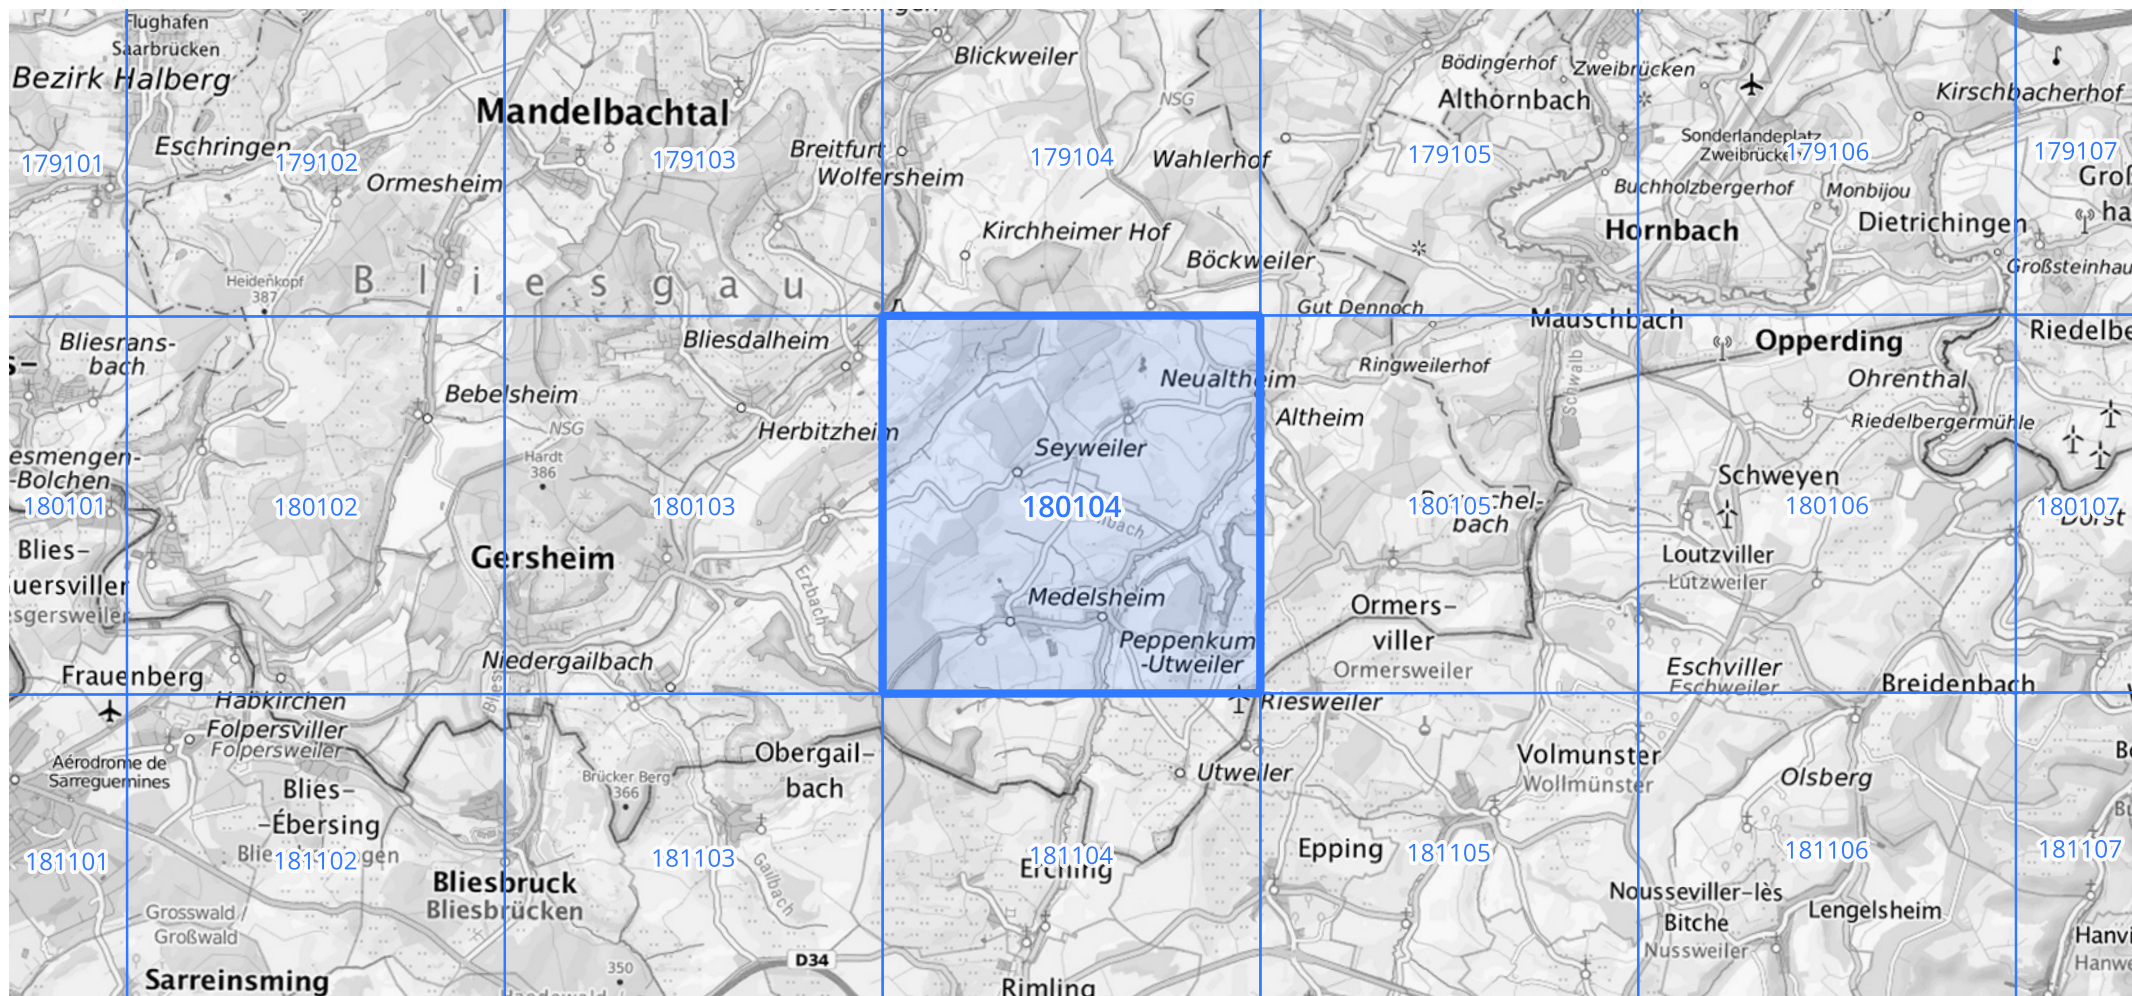 Flughafen
Saarbrücken
Bezirk Halberg
Blickweiler
Bödingerhof
Zweibrücken
Althornbach
Kirschbacherhof
NSG
Mandelbachtal
Eschringen
179101
179102
179103
Breitfurt
Wolfersheim
179104
Wahlerhof
179105
Sonderlandeplatz
Zweibrücken
179106
179107
Ormesheim
Buchholzbergerhof
Monbijou
Hornbach
Dietrichingen
Kirchheimer Hof
Böckweiler
Heidenkopf
387
Bliesgau
Gut Dennoch
Mauschbach
Bliesrans-
bach
Bliesdalheim
Neualtheim
Ringweilerhof
Opperding
Ohrenthal
Riedelbergermühle
Bebelsheim
NSG
Herbitzheim
Altheim
Schwalb
Hardt
386
Seyweiler
Schweyen
-Bolchen
180101
180102
180103
180104
180105
bach
180106
180107
Blies-
Gersheim
Erzbach
Loutzviller
Lutzweiler
Medelsheim
Ormers-
viller
Ormersweiler
Peppenkum
-Utweiler
Frauenberg
Niedergailbach
Eschviller
Eschweiler
Breidenbach
Habkirchen
Folpersviller
Folpersweiler
Riesweiler
Aérodrome de
Sarreguemines
Blies-
-Ébersing
Brücker Berg
366
Obergail-
bach
Utweiler
Volmunster
Wollmünster
Olsberg
181101
181102
181103
181104
Erching
Epping
181105
181106
181107
Gailbach
Bliesbruck
Bliesbrücken
Grosswald /
Großwald
Nousseviller-lès
Bitche
Nussweiler
Lengelsheim
D34
350
Sarreinsming
Rimling